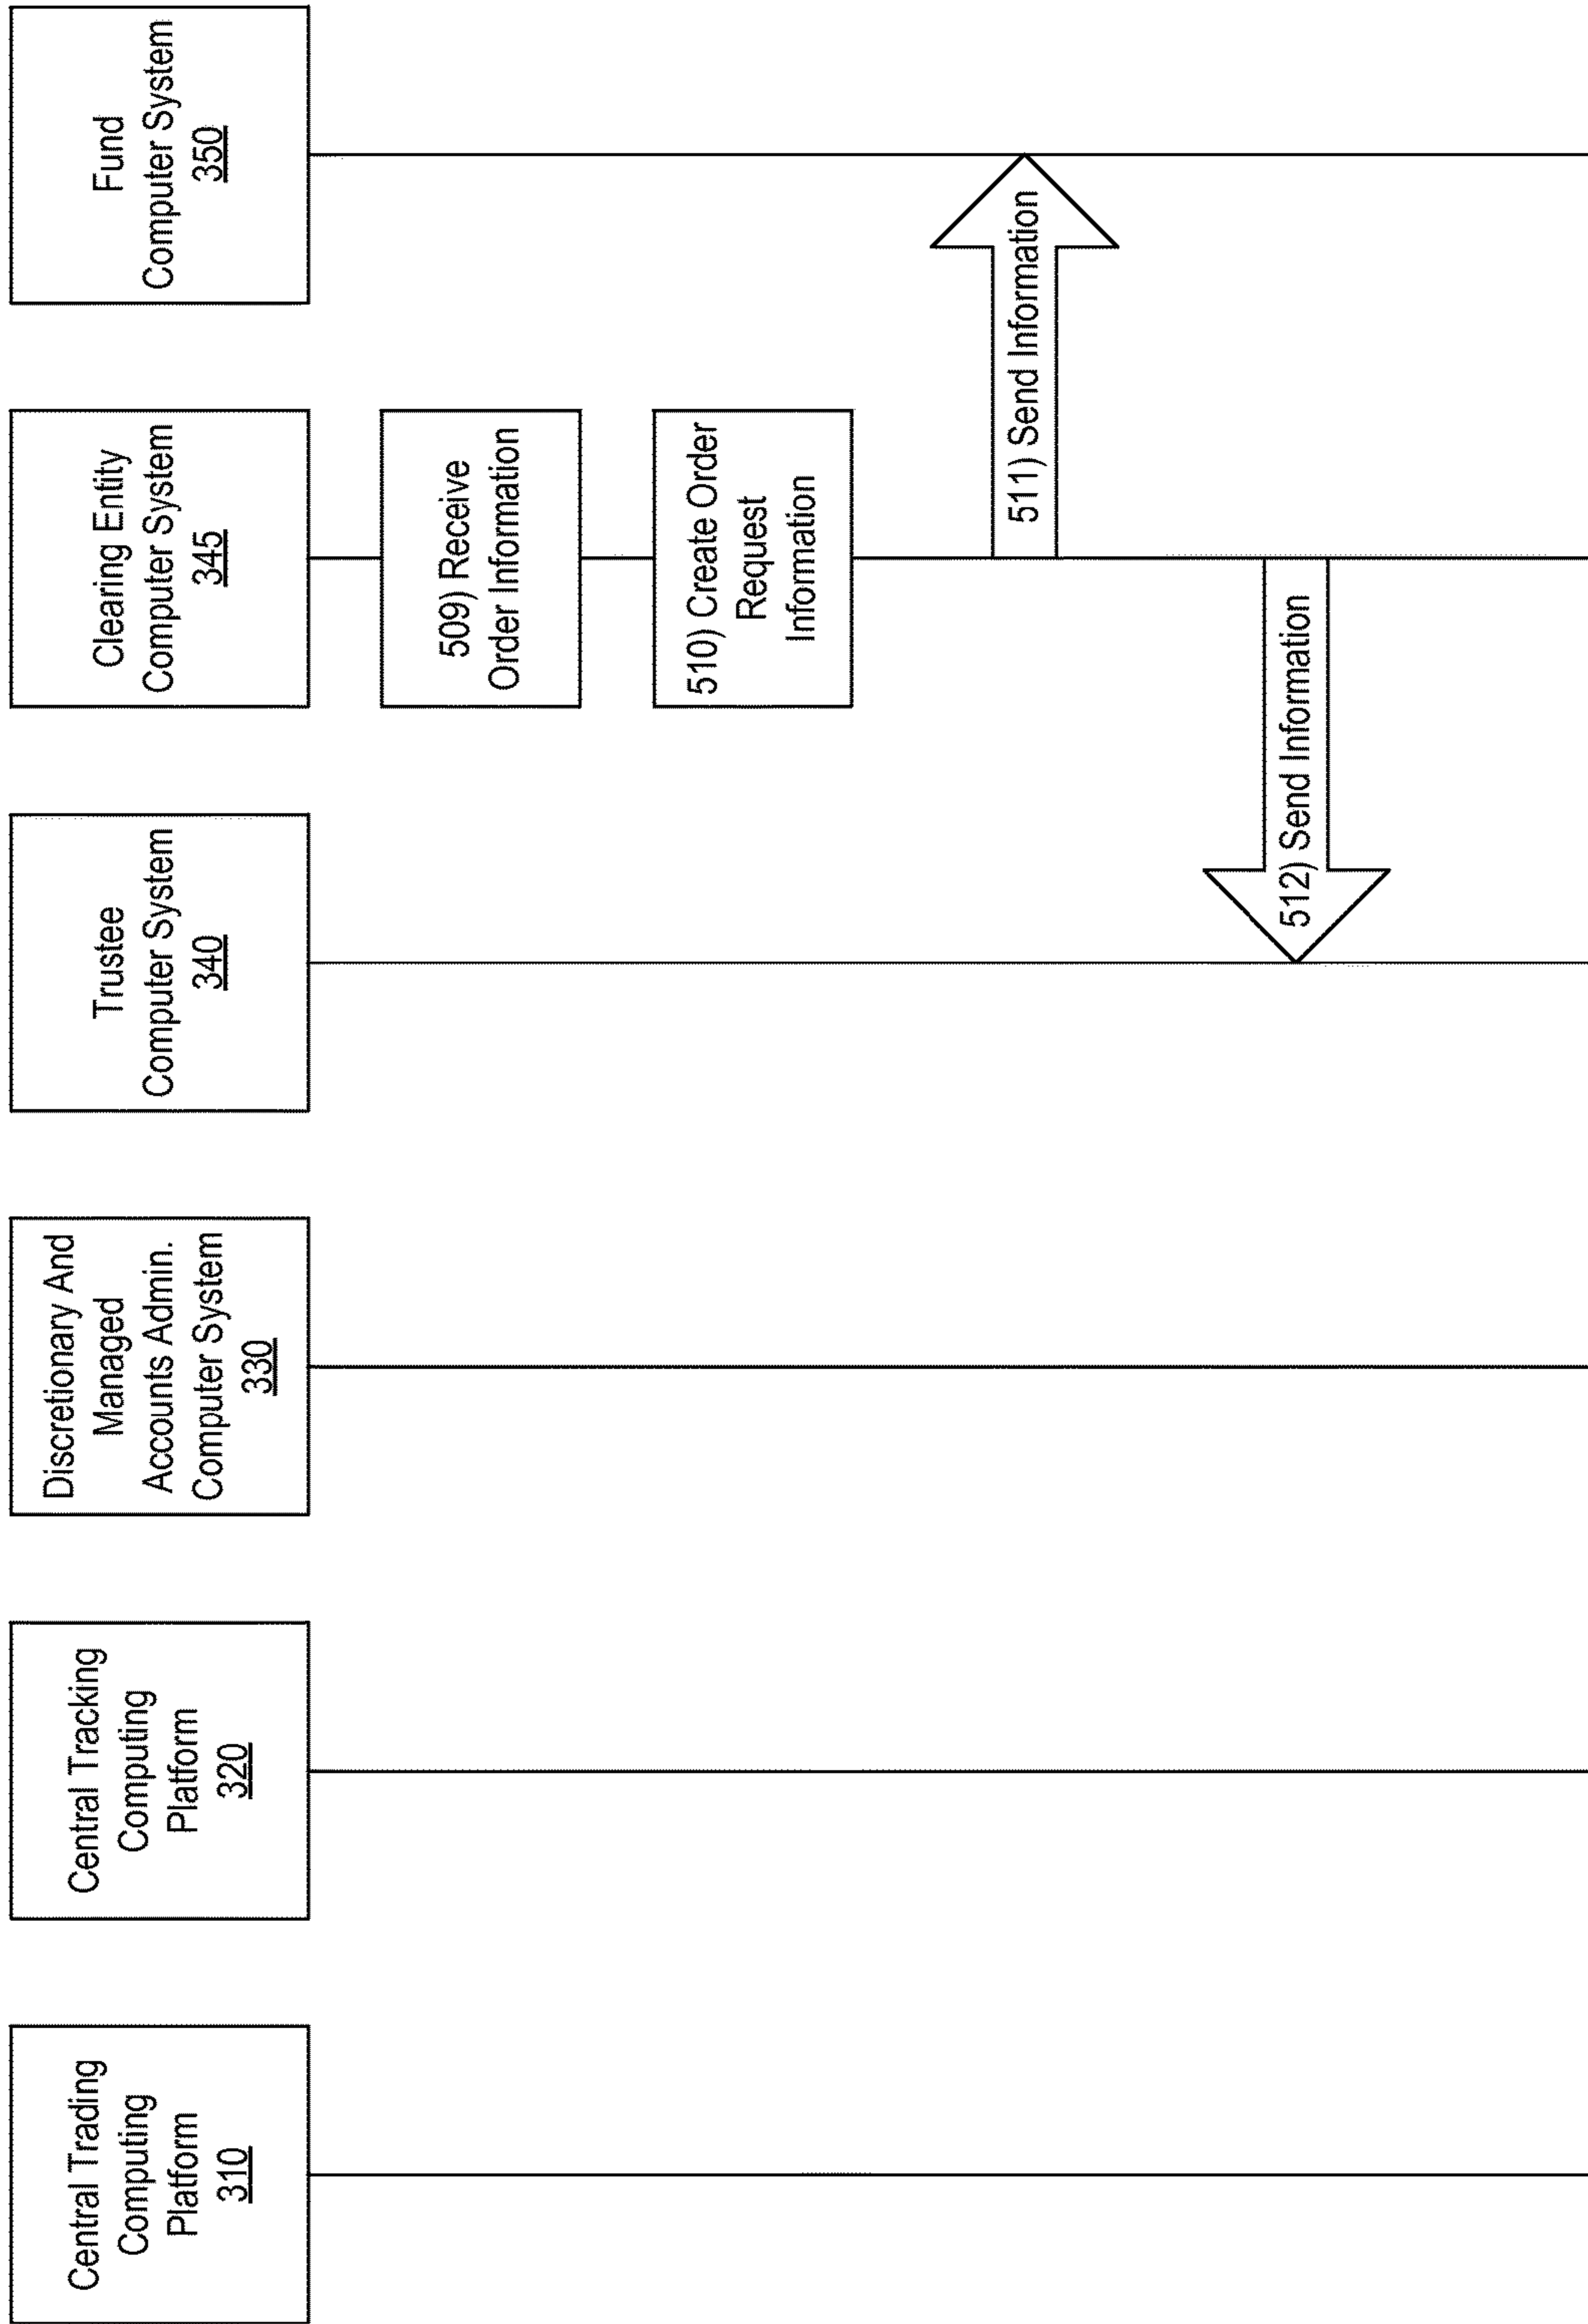 Central Trading
Computing
Platform
310
Central Tracking
Computing
Platform
320
Discretionary And
Managed
Accounts Admin.
Computer System
330
Trustee
Computer System
340
Clearing Entity
Computer System
345
Fund
Computer System
350
509) Receive
Order Information
510) Create Order
Request
Information
511) Send Information
512) Send Information